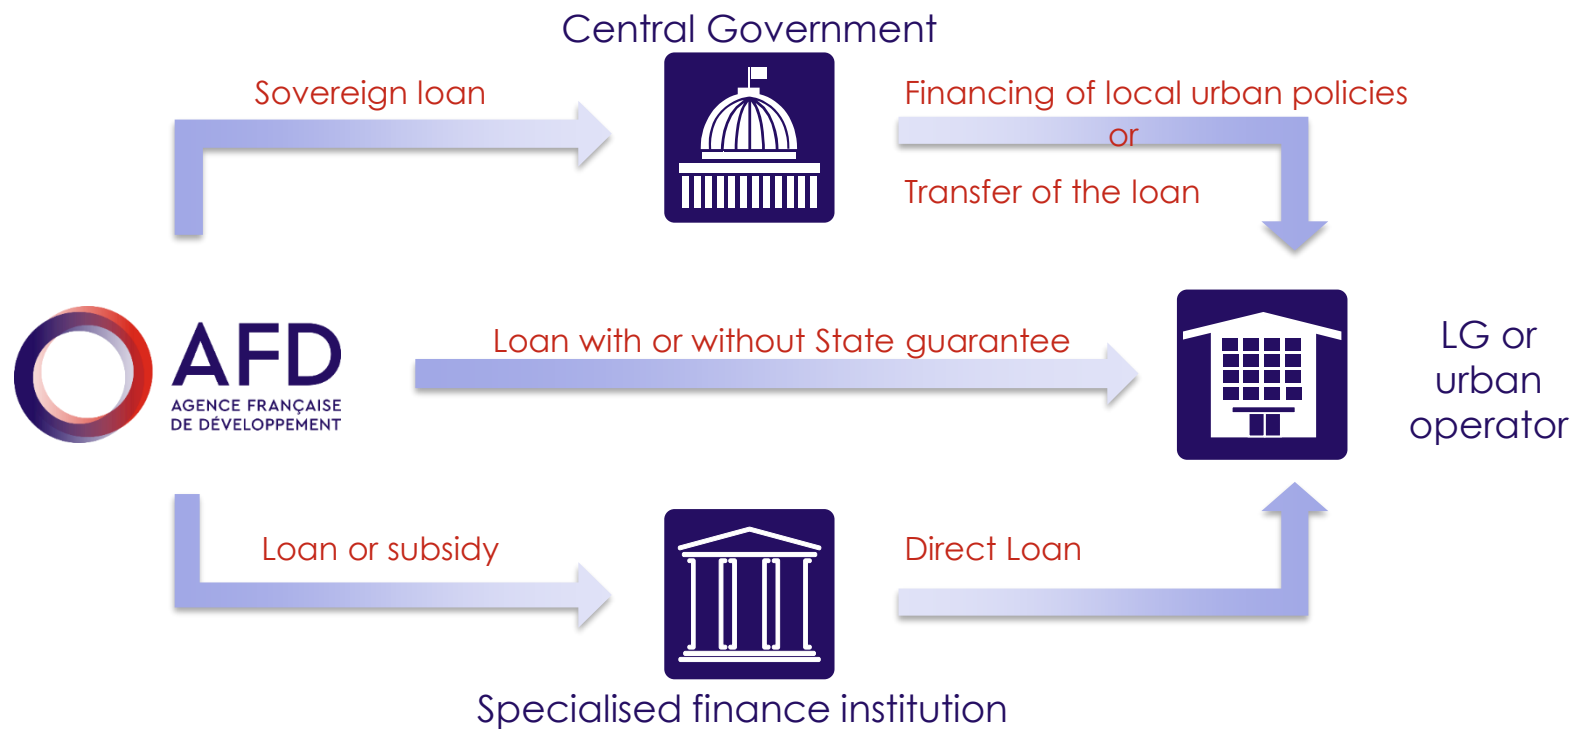 Central Government
Sovereign loan
Financing of local urban policies
or
Transfer of the loan
AFD
AGENCE FRANÇAISE
DE DÉVELOPPEMENT
Loan with or without State guarantee
LG or
urban
operator
Loan or subsidy
Direct Loan
Specialised finance institution